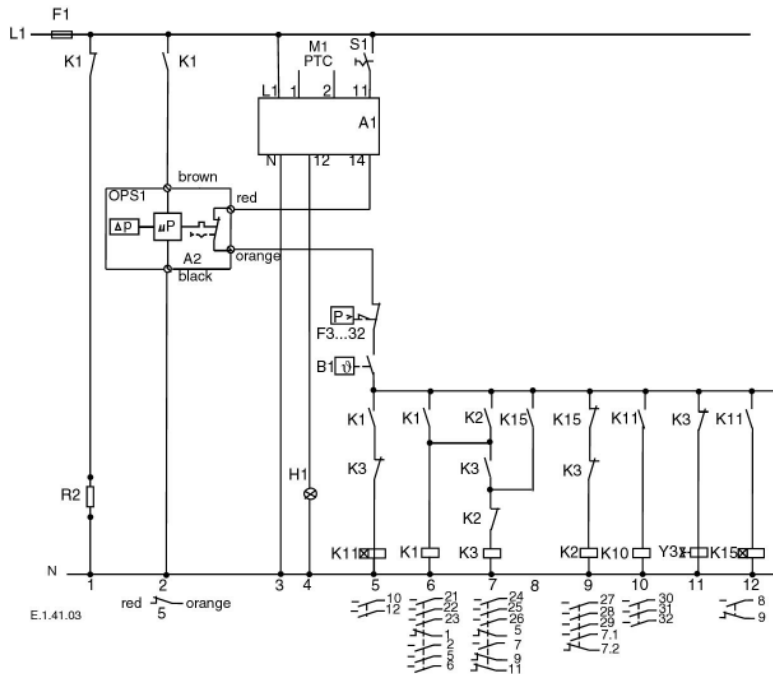 F1
L1
S1
M1
PTC
K1
K1
L1 1 2 11
A1
N 12 14
brown
OPS1
red
Δp
µP
A2
orange
black
P>
F3...32
B1 ϑ
K1 K1 K2 K15 K15 K11 K3 K11
K3 K3 K3
H1
R2
K2
K11 K1 K3 K2 K10 Y3 K15
N
1 2 3 4 5 6 7 8 9 10 11 12
red orange
5
10
12
21
22
23
1
2
5
6
24
25
26
5
7
9
11
27
28
29
7.1
7.2
30
31
32
8
9
E.1.41.03